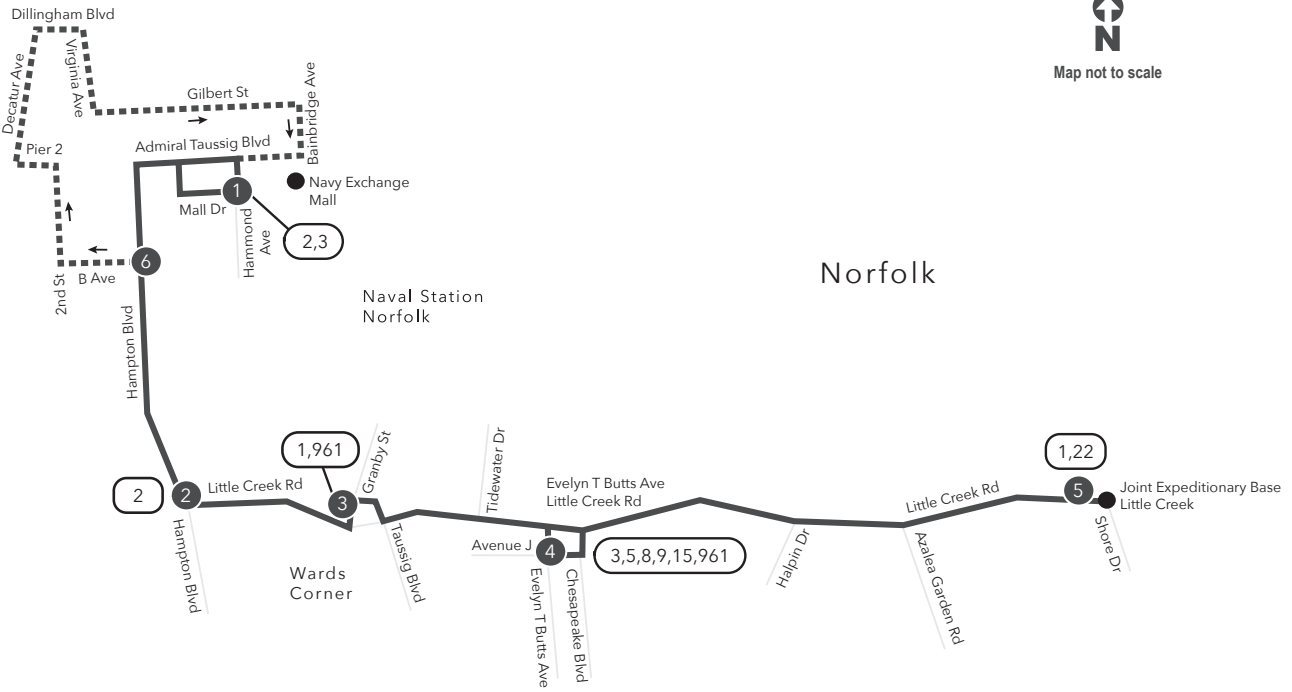 Dillingham Blvd
N
Map not to scale
Decatur Ave
Virginia Ave
Gilbert St
Bainbridge Ave
Pier 2
Admiral Taussig Blvd
1
Navy Exchange
Mall
Mall Dr
Hammond
Ave
2,3
6
B Ave
2nd St
Norfolk
Naval Station
Norfolk
Hampton Blvd
1,961
Granby St
Tidewater Dr
1,22
2
2
Little Creek Rd
3
Evelyn T Butts Ave
Little Creek Rd
Little Creek Rd
5
Joint Expeditionary Base
Little Creek
Hampton Blvd
Wards
Corner
Taussig Blvd
Avenue J
4
3,5,8,9,15,961
Evelyn T Butts Ave
Chesapeake Blvd
Halpin Dr
Azalea Garden Rd
Shore Dr